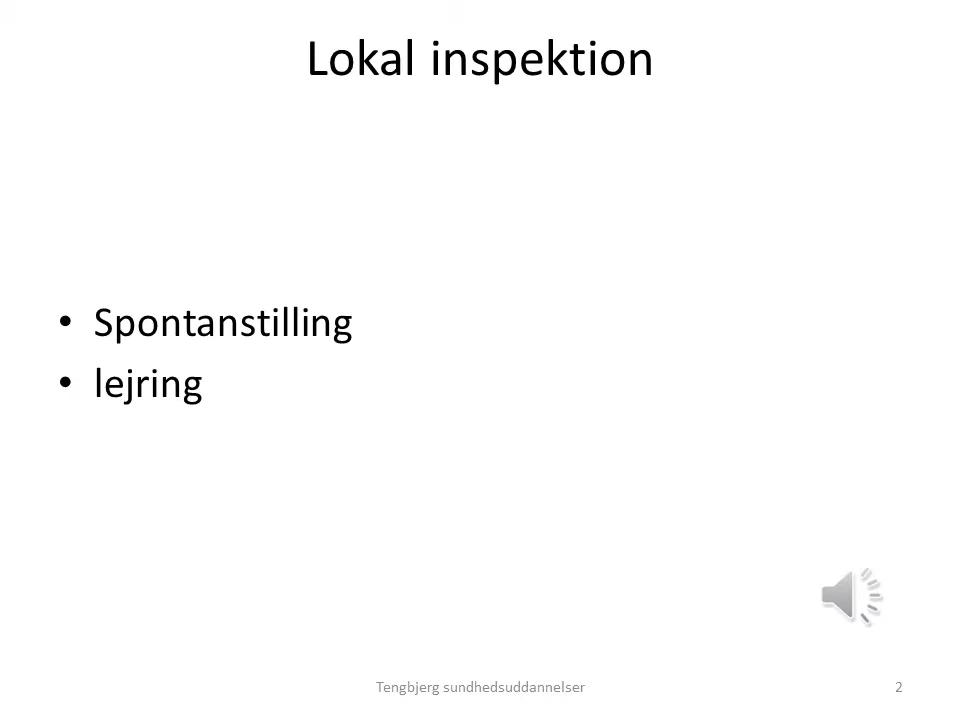 Lokal inspektion
• Spontanstilling
• lejring
Tengbjerg sundhedsuddannelser
2